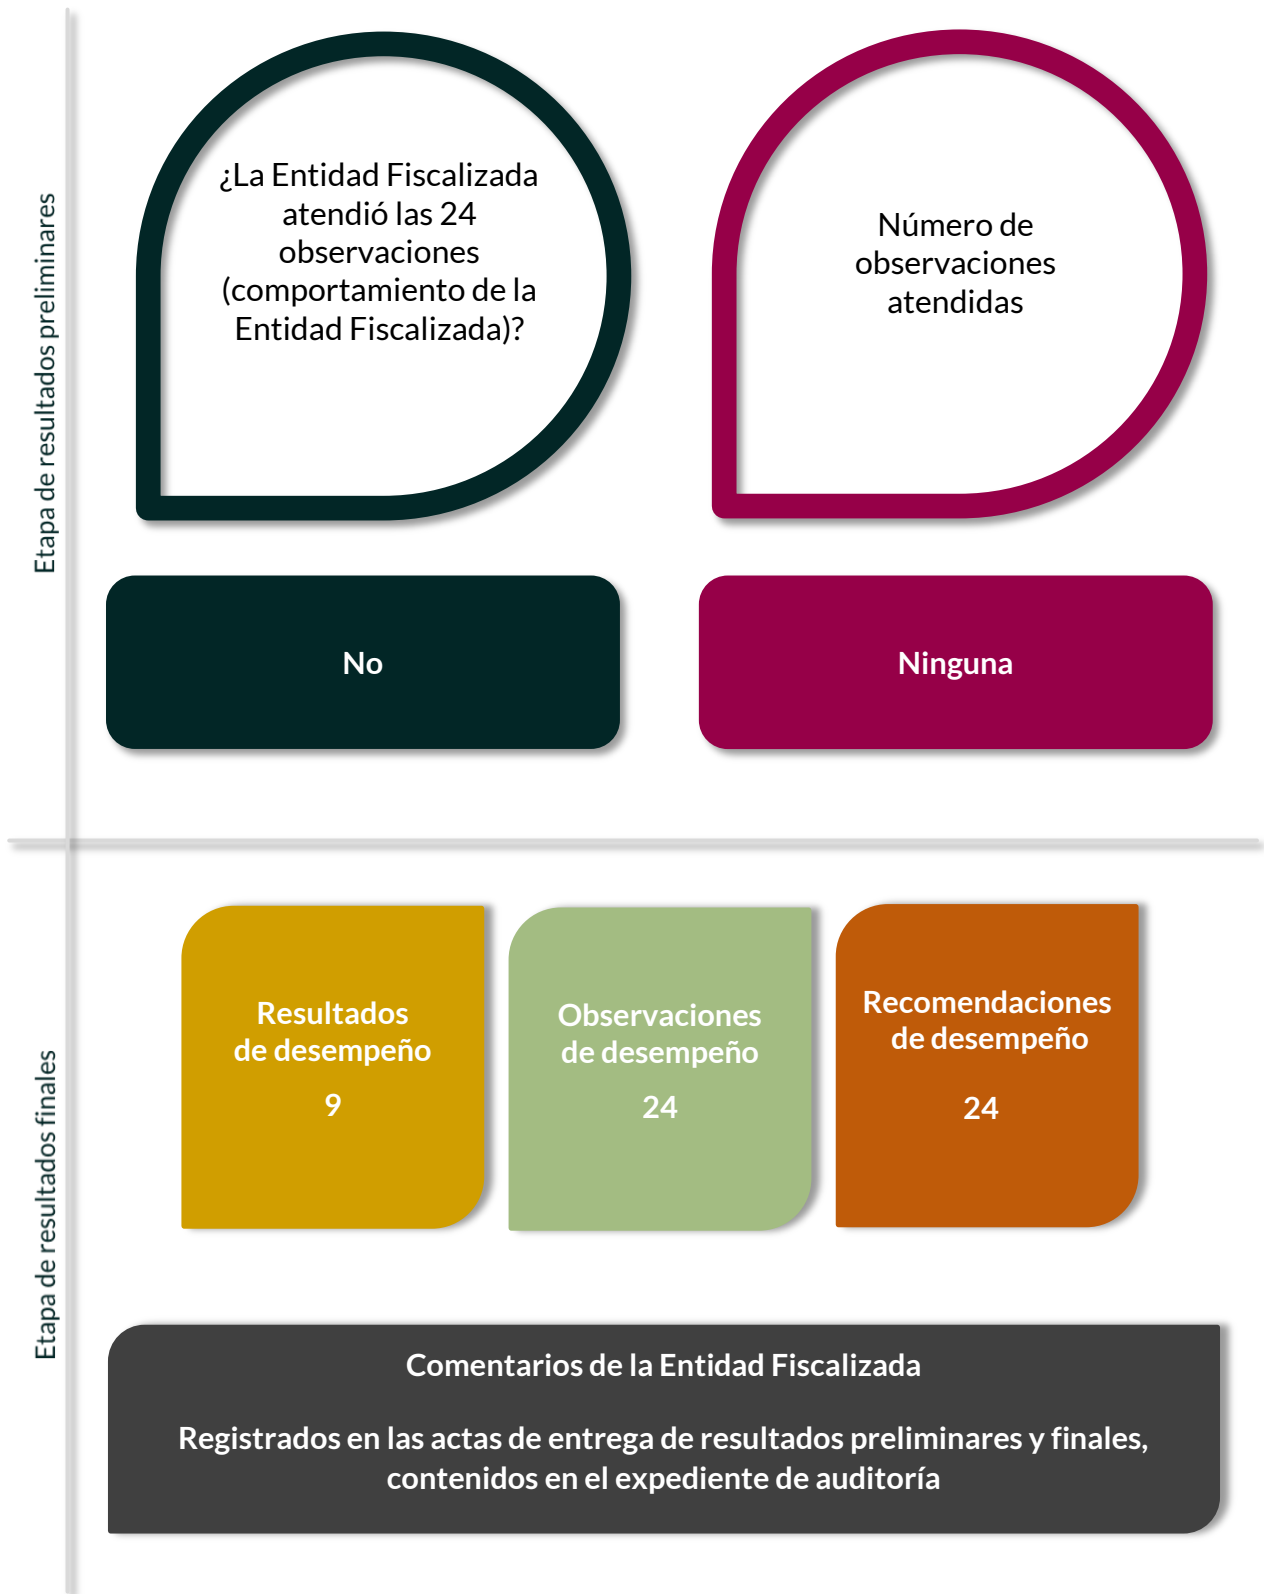 Etapa de resultados preliminares
¿La Entidad Fiscalizada
atendió las 24
observaciones
(comportamiento de la
Entidad Fiscalizada)?
Número de
observaciones
atendidas
No
Ninguna
Etapa de resultados finales
Resultados
de desempeño
9
Observaciones
de desempeño
24
Recomendaciones
de desempeño
24
Comentarios de la Entidad Fiscalizada
Registrados en las actas de entrega de resultados preliminares y finales,
contenidos en el expediente de auditoría